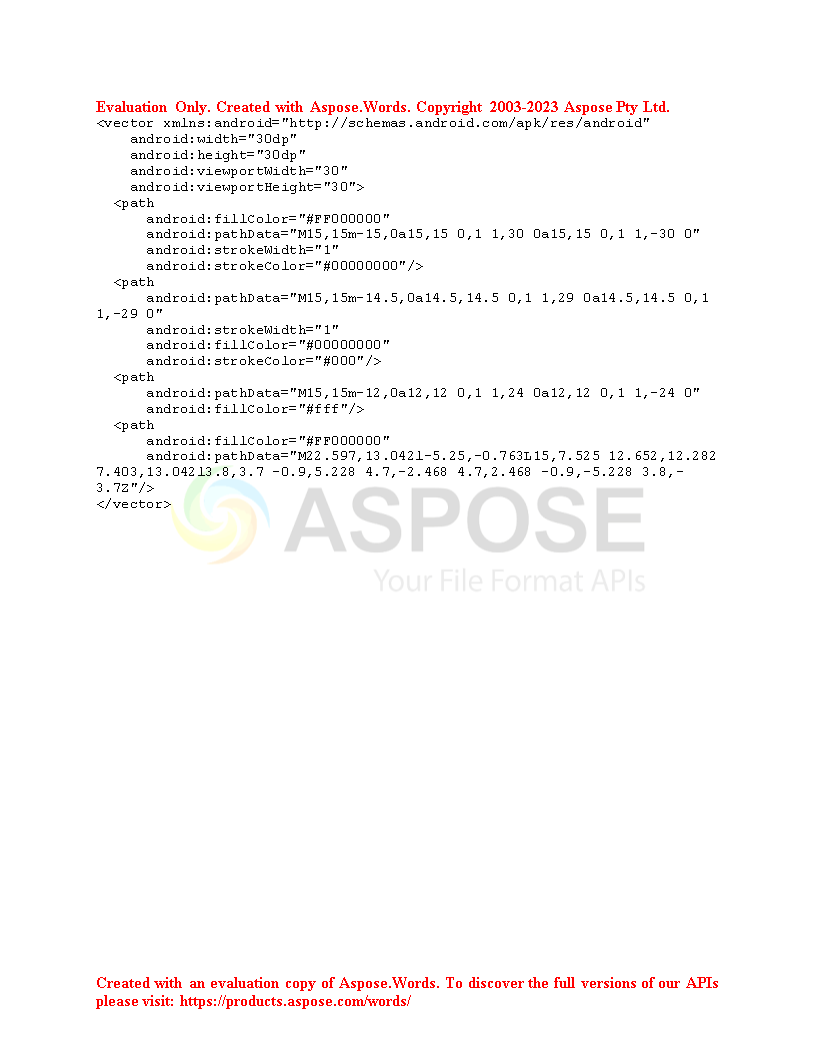 Evaluation Only. Created with Aspose.Words. Copyright 2003-2023 Aspose Pty Ltd.
<vector xmlns:android="http://schemas.android.com/apk/res/android"
    android:width="30dp"
    android:height="30dp"
    android:viewportWidth="30"
    android:viewportHeight="30">
  <path
      android:fillColor="#FF000000"
      android:pathData="M15,15m-15,0a15,15 0,1 1,30 0a15,15 0,1 1,-30 0"
      android:strokeWidth="1"
      android:strokeColor="#00000000"/>
  <path
      android:pathData="M15,15m-14.5,0a14.5,14.5 0,1 1,29 0a14.5,14.5 0,1
1,-29 0"
      android:strokeWidth="1"
      android:fillColor="#00000000"
      android:strokeColor="#000"/>
  <path
      android:pathData="M15,15m-12,0a12,12 0,1 1,24 0a12,12 0,1 1,-24 0"
      android:fillColor="#fff"/>
  <path
      android:fillColor="#FF000000"
      android:pathData="M22.597,13.042l-5.25,-0.763L15,7.525 12.652,12.282
7.403,13.042l3.8,3.7 -0.9,5.228 4.7,-2.468 4.7,2.468 -0.9,-5.228 3.8,-
3.7Z"/>
</vector>
ASPOSE
Your File Format APIs
Created with an evaluation copy of Aspose.Words. To discover the full versions of our APIs
please visit: https://products.aspose.com/words/